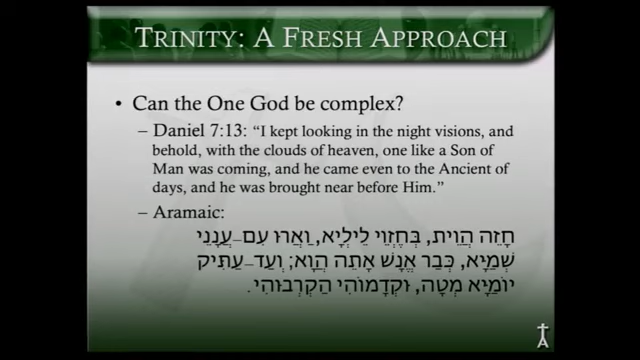 TRINITY: A FRESH APPROACH
• Can the One God be complex?
– Daniel 7:13: “I kept looking in the night visions, and
behold, with the clouds of heaven, one like a Son of
Man was coming, and he came even to the Ancient of
days, and he was brought near before Him.”
– Aramaic:
חָזֵה הֲוֵית, בְּחֶזְוֵי לֵילְיָא, וַאֲרוּ עִם-עֲנָנֵי
שְׁמַיָּא, כְּבַר אֱנָשׁ אָתֵה הֲוָא; וְעַד-עַתִּיק
יוֹמַיָּא מְטָה, וּקְדָמוֹהִי הַקְרְבוּהִי.